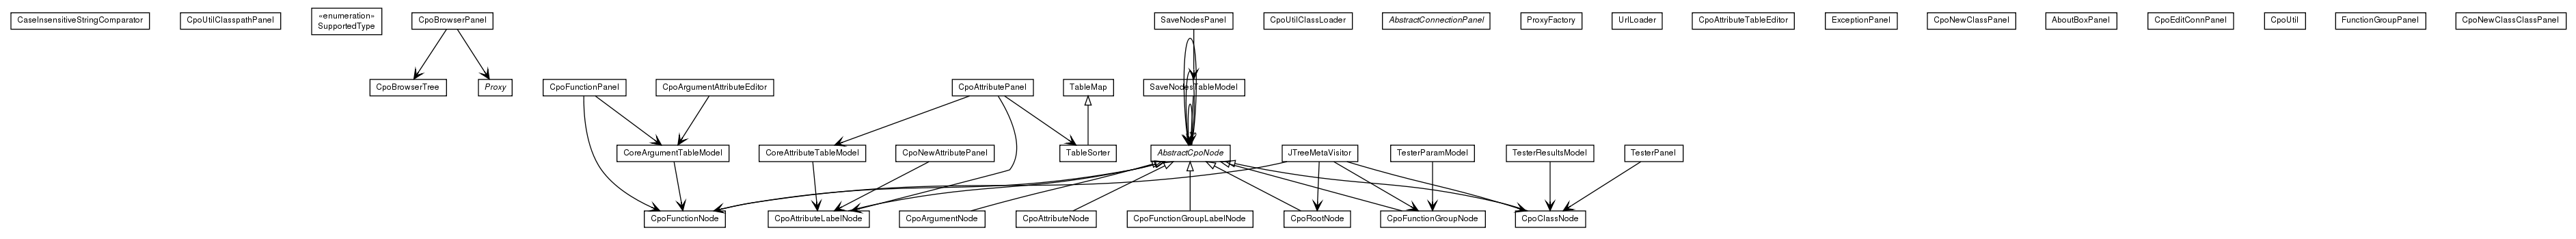 CaseInsensitiveStringComparator
CpoUtilClasspathPanel
«enumeration»
SupportedType
CpoBrowserPanel
SaveNodesPanel
CpoUtilClassLoader
AbstractConnectionPanel
ProxyFactory
UrlLoader
CpoAttributeTableEditor
ExceptionPanel
CpoNewClassPanel
AboutBoxPanel
CpoEditConnPanel
CpoUtil
FunctionGroupPanel
CpoNewClassClassPanel
CpoBrowserTree
Proxy
CpoFunctionPanel
CpoArgumentAttributeEditor
CpoAttributePanel
TableMap
SaveNodesTableModel
CoreArgumentTableModel
CoreAttributeTableModel
CpoNewAttributePanel
TableSorter
AbstractCpoNode
JTreeMetaVisitor
TesterParamModel
TesterResultsModel
TesterPanel
CpoFunctionNode
CpoAttributeLabelNode
CpoArgumentNode
CpoAttributeNode
CpoFunctionGroupLabelNode
CpoRootNode
CpoFunctionGroupNode
CpoClassNode